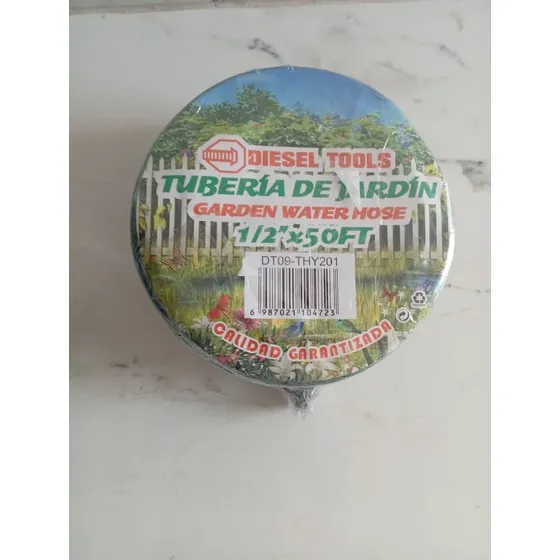 DIESEL TOOLS
TUBERÍA DE JARDÍN
GARDEN WATER HOSE
1/2"x50FT
DT09-THY201
6 987021 104723
CALIDAD GARANTIZADA